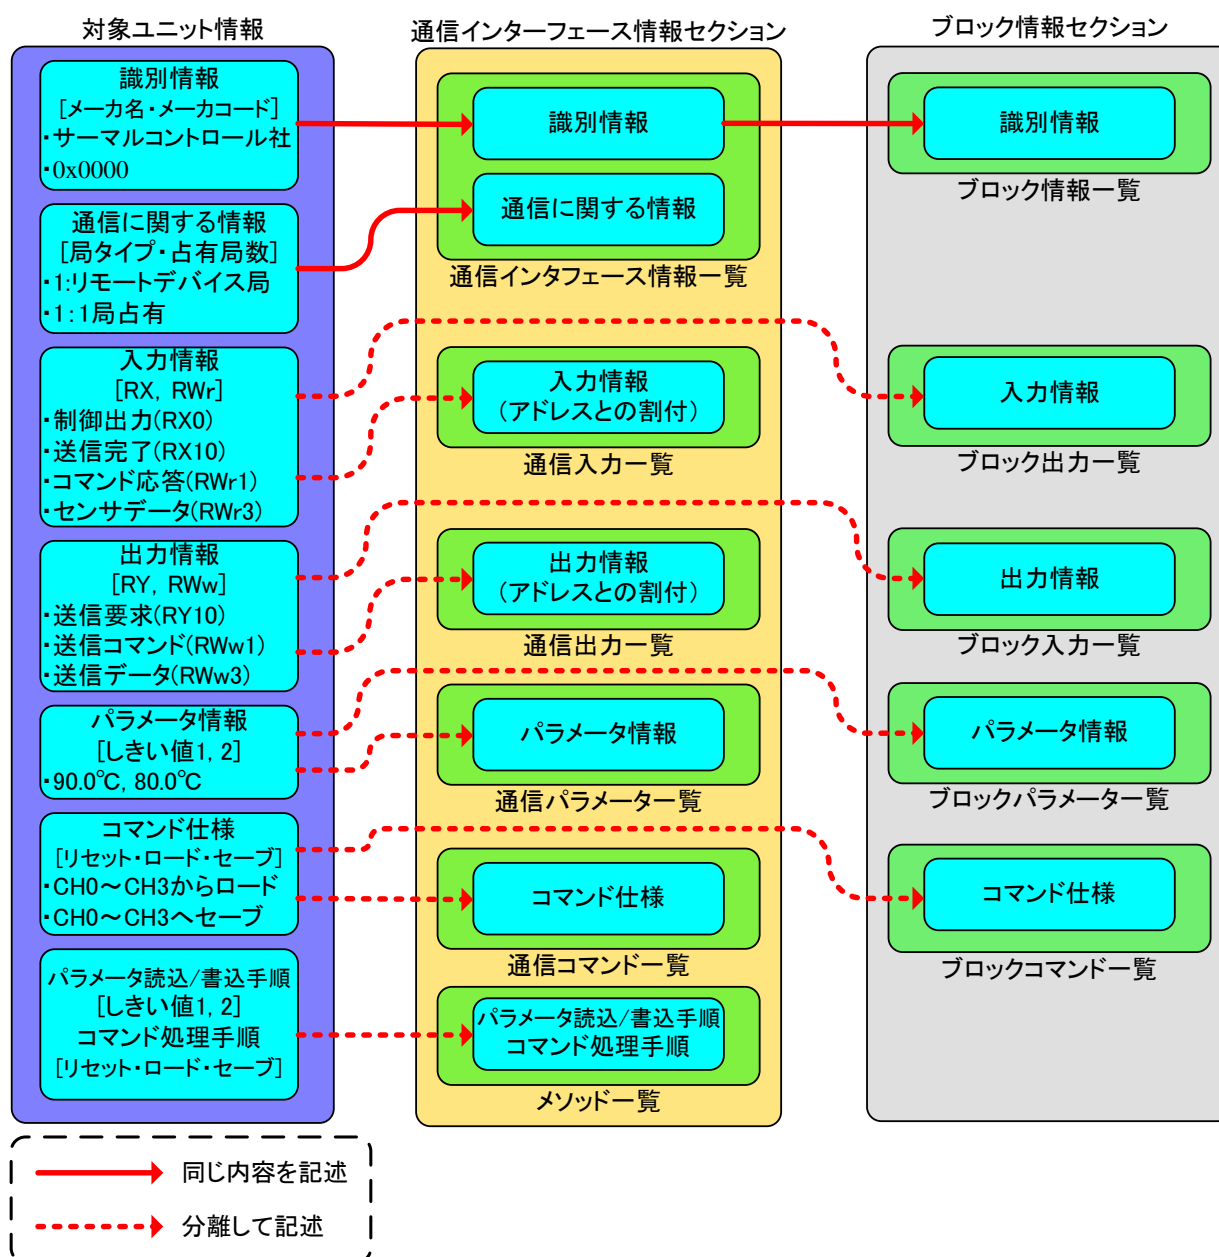 対象ユニット情報
識別情報
[メーカ名・メーカコード]
・サーマルコントロール社
・0x0000
通信に関する情報
[局タイプ・占有局数]
・1:リモートデバイス局
・1:1局占有
入力情報
[RX, RWr]
・制御出力(RX0)
・送信完了(RX10)
・コマンド応答(RWr1)
・センサデータ(RWr3)
出力情報
[RY, RWw]
・送信要求(RY10)
・送信コマンド(RWw1)
・送信データ(RWw3)
パラメータ情報
[しきい値1, 2]
・90.0℃, 80.0℃
コマンド仕様
[リセット・ロード・セーブ]
・CH0～CH3からロード
・CH0～CH3へセーブ
パラメータ読込/書込手順
[しきい値1, 2]
コマンド処理手順
[リセット・ロード・セーブ]
通信インターフェース情報セクション
識別情報
通信に関する情報
通信インタフェース情報一覧
入力情報
(アドレスとの割付)
通信入力一覧
出力情報
(アドレスとの割付)
通信出力一覧
パラメータ情報
通信パラメーター覧
コマンド仕様
通信コマンド一覧
パラメータ読込/書込手順
コマンド処理手順
メソッド一覧
ブロック情報セクション
識別情報
ブロック情報一覧
入力情報
ブロック出力一覧
出力情報
ブロック入力一覧
パラメータ情報
ブロックパラメーター覧
コマンド仕様
ブロックコマンド一覧
同じ内容を記述
分離して記述